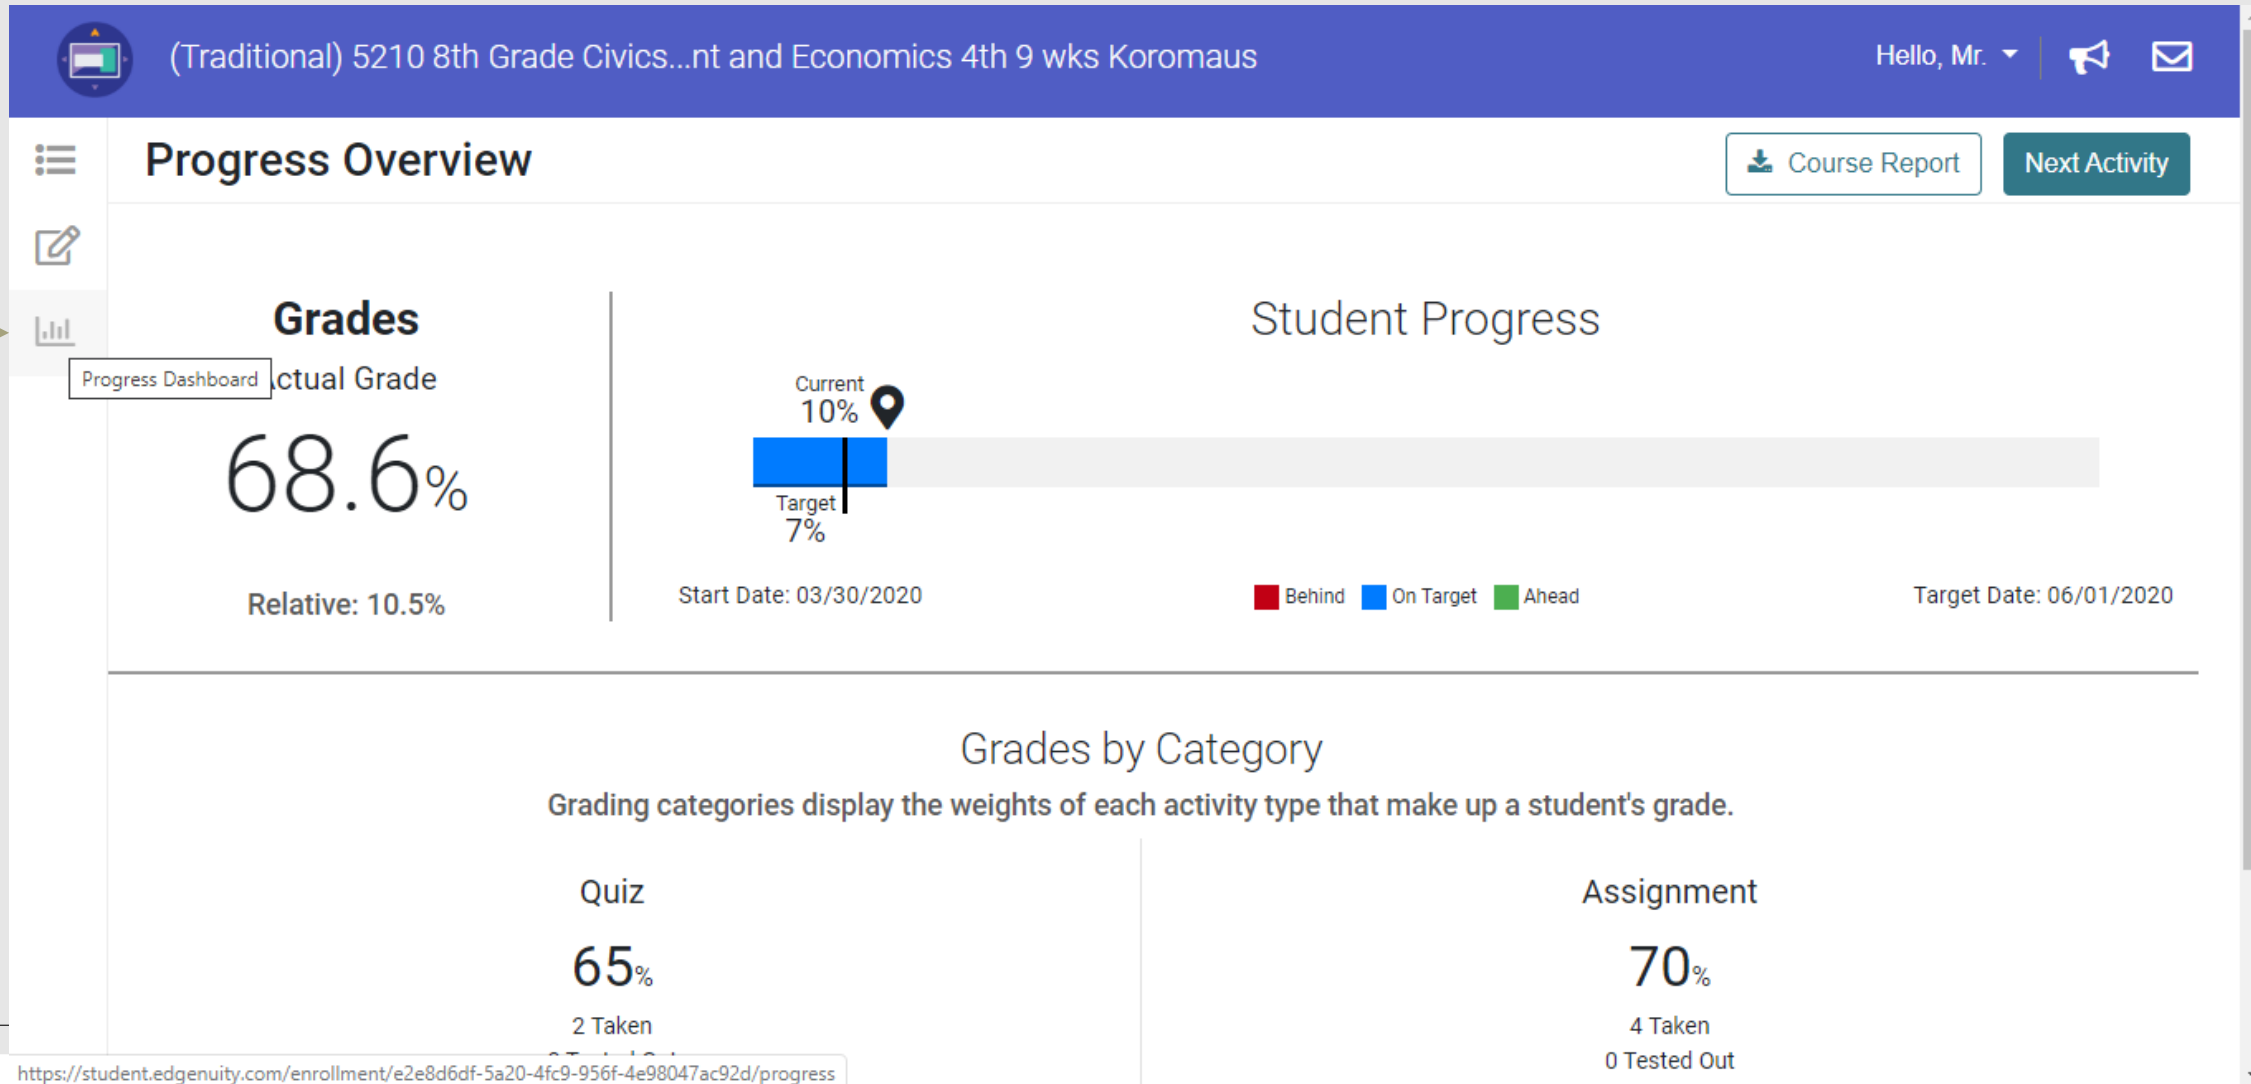 (Traditional) 5210 8th Grade Civics...nt and Economics 4th 9 wks Koromaus
Hello, Mr.
Progress Overview
Course Report
Next Activity
Grades
Progress Dashboard
ctual Grade
68.6%
Relative: 10.5%
Student Progress
Current
10%
Target
7%
Start Date: 03/30/2020
Behind
On Target
Ahead
Target Date: 06/01/2020
Grades by Category
Grading categories display the weights of each activity type that make up a student's grade.
Quiz
65%
2 Taken
Assignment
70%
4 Taken
0 Tested Out
https://student.edgenuity.com/enrollment/e2e8d6df-5a20-4fc9-956f-4e98047ac92d/progress